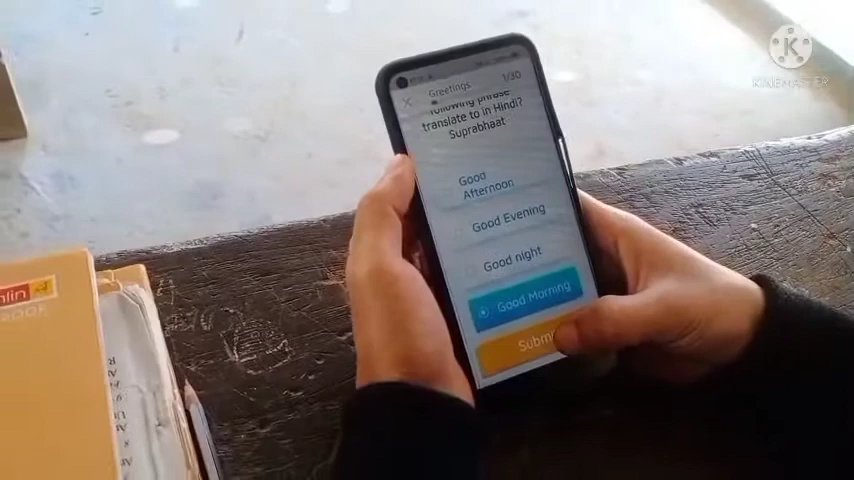 Greetings
1/30
following phrase
translate to in Hindi?
Suprabhaat
Good
Afternoon
Good Evening
Good night
Good Morning
Submit
K
KINEMASTER